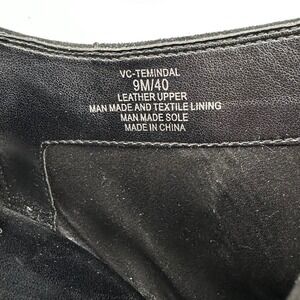 VC-TEMINDAL
9M/40
LEATHER UPPER
MAN MADE AND TEXTILE LINING
MAN MADE SOLE
MADE IN CHINA